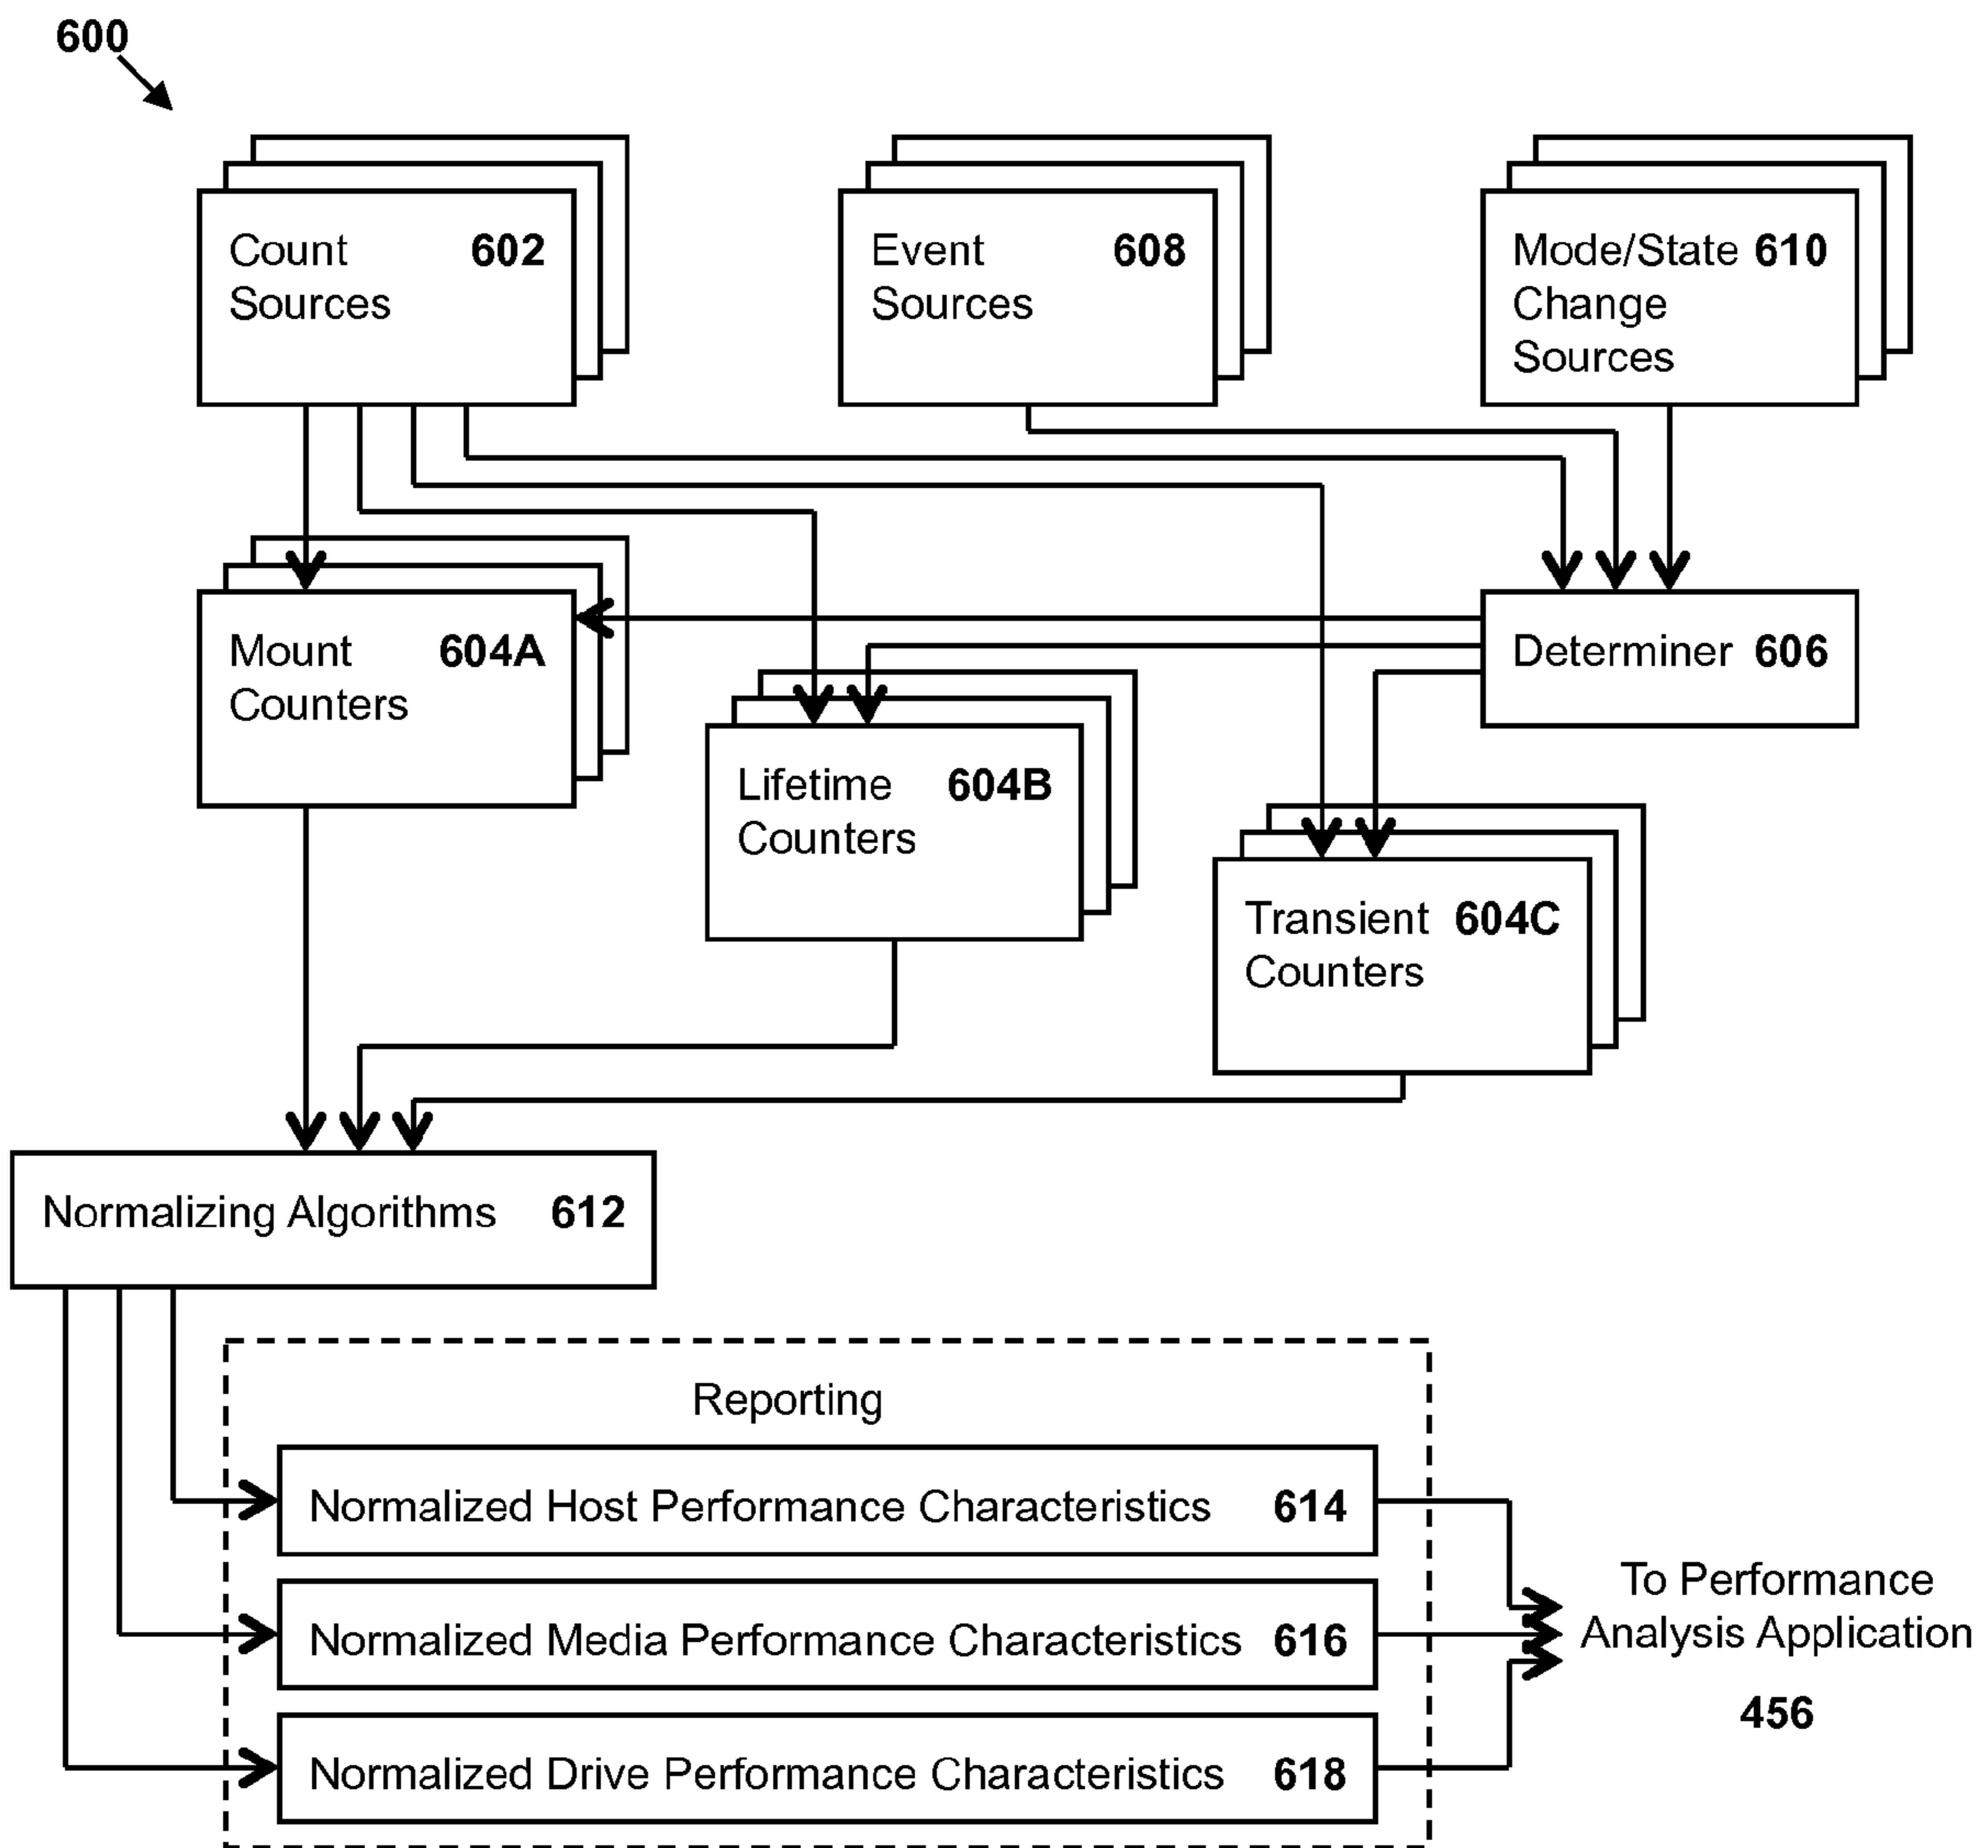 600
Count 602
Sources
Event 608
Sources
Mode/State 610
Change
Sources
Mount 604A
Counters
Determiner 606
Lifetime 604B
Counters
Transient 604C
Counters
Normalizing Algorithms 612
Reporting
Normalized Host Performance Characteristics 614
Normalized Media Performance Characteristics 616
Normalized Drive Performance Characteristics 618
To Performance
Analysis Application
456